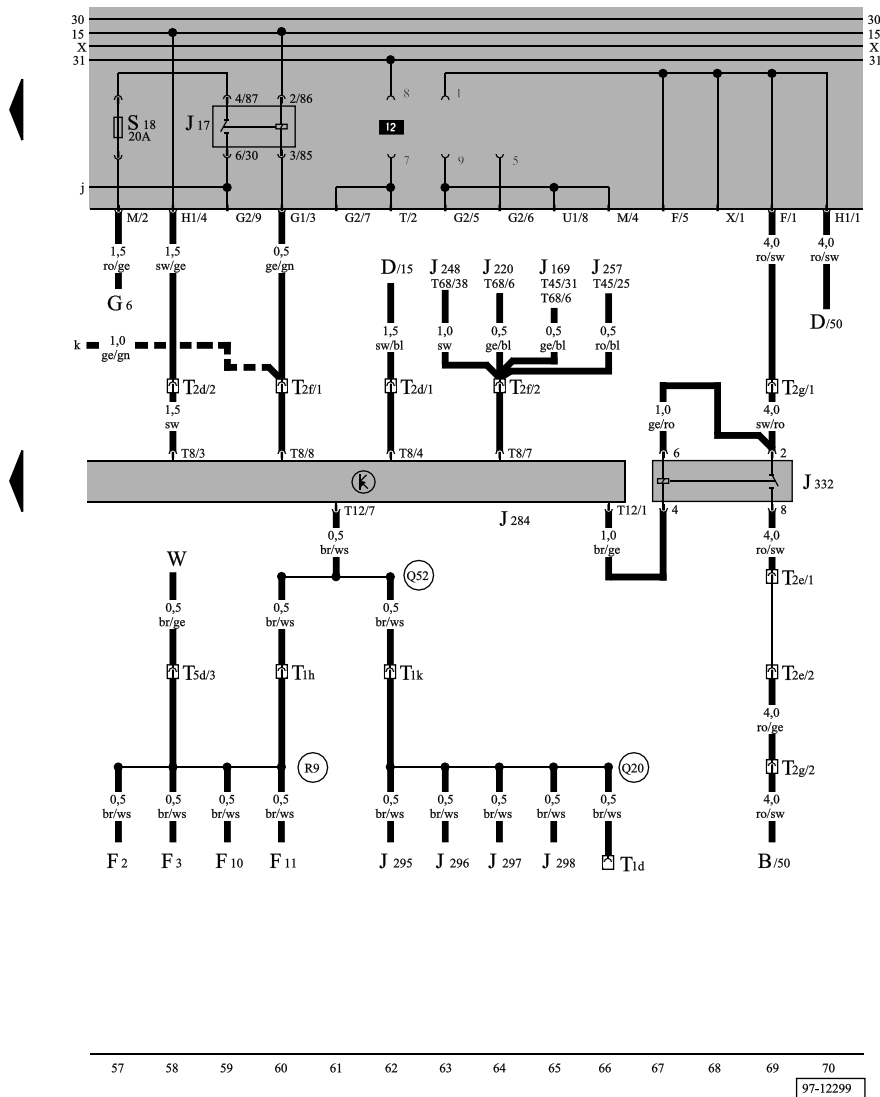 30 30
15 15
X X
31 31
4/87 2/86 8 1
S 18 J 17 12
20A
6/30 3/85 7 9 5
j
M/2 H1/4 G2/9 G1/3 G2/7 T/2 G2/5 G2/6 U1/8 M/4 F/5 X/1 F/1 H1/1
1,5 1,5 0,5 4,0 4,0
ro/ge sw/ge ge/gn ro/sw ro/sw
D/15 J 248 J 220 J 169 J 257
T68/38 T68/6 T45/31 T45/25
T68/6
G 6
D/50
1,5 1,0 0,5 0,5 0,5
sw/bl sw ge/bl ge/bl ro/bl
k 1,0
ge/gn
T2d/2 T2f/1 T2d/1 T2f/2 T2g/1
1,5 1,0 4,0
sw ge/ro sw/ro
T8/3 T8/8 T8/4 T8/7 6 2
J 332
T12/7 J 284 T12/1 4 8
0,5 1,0 4,0
br/ws br/ge ro/sw
W Q52 T2e/1
0,5 0,5 0,5
br/ge br/ws br/ws
T5d/3 T1h T1k T2e/2
4,0
ro/ge
R9 Q20 T2g/2
0,5 0,5 0,5 0,5 0,5 0,5 0,5 0,5 0,5 4,0
br/ws br/ws br/ws br/ws br/ws br/ws br/ws br/ws br/ws ro/sw
F 2 F 3 F 10 F 11 J 295 J 296 J 297 J 298 T1d B/50
57 58 59 60 61 62 63 64 65 66 67 68 69 70
97-12299